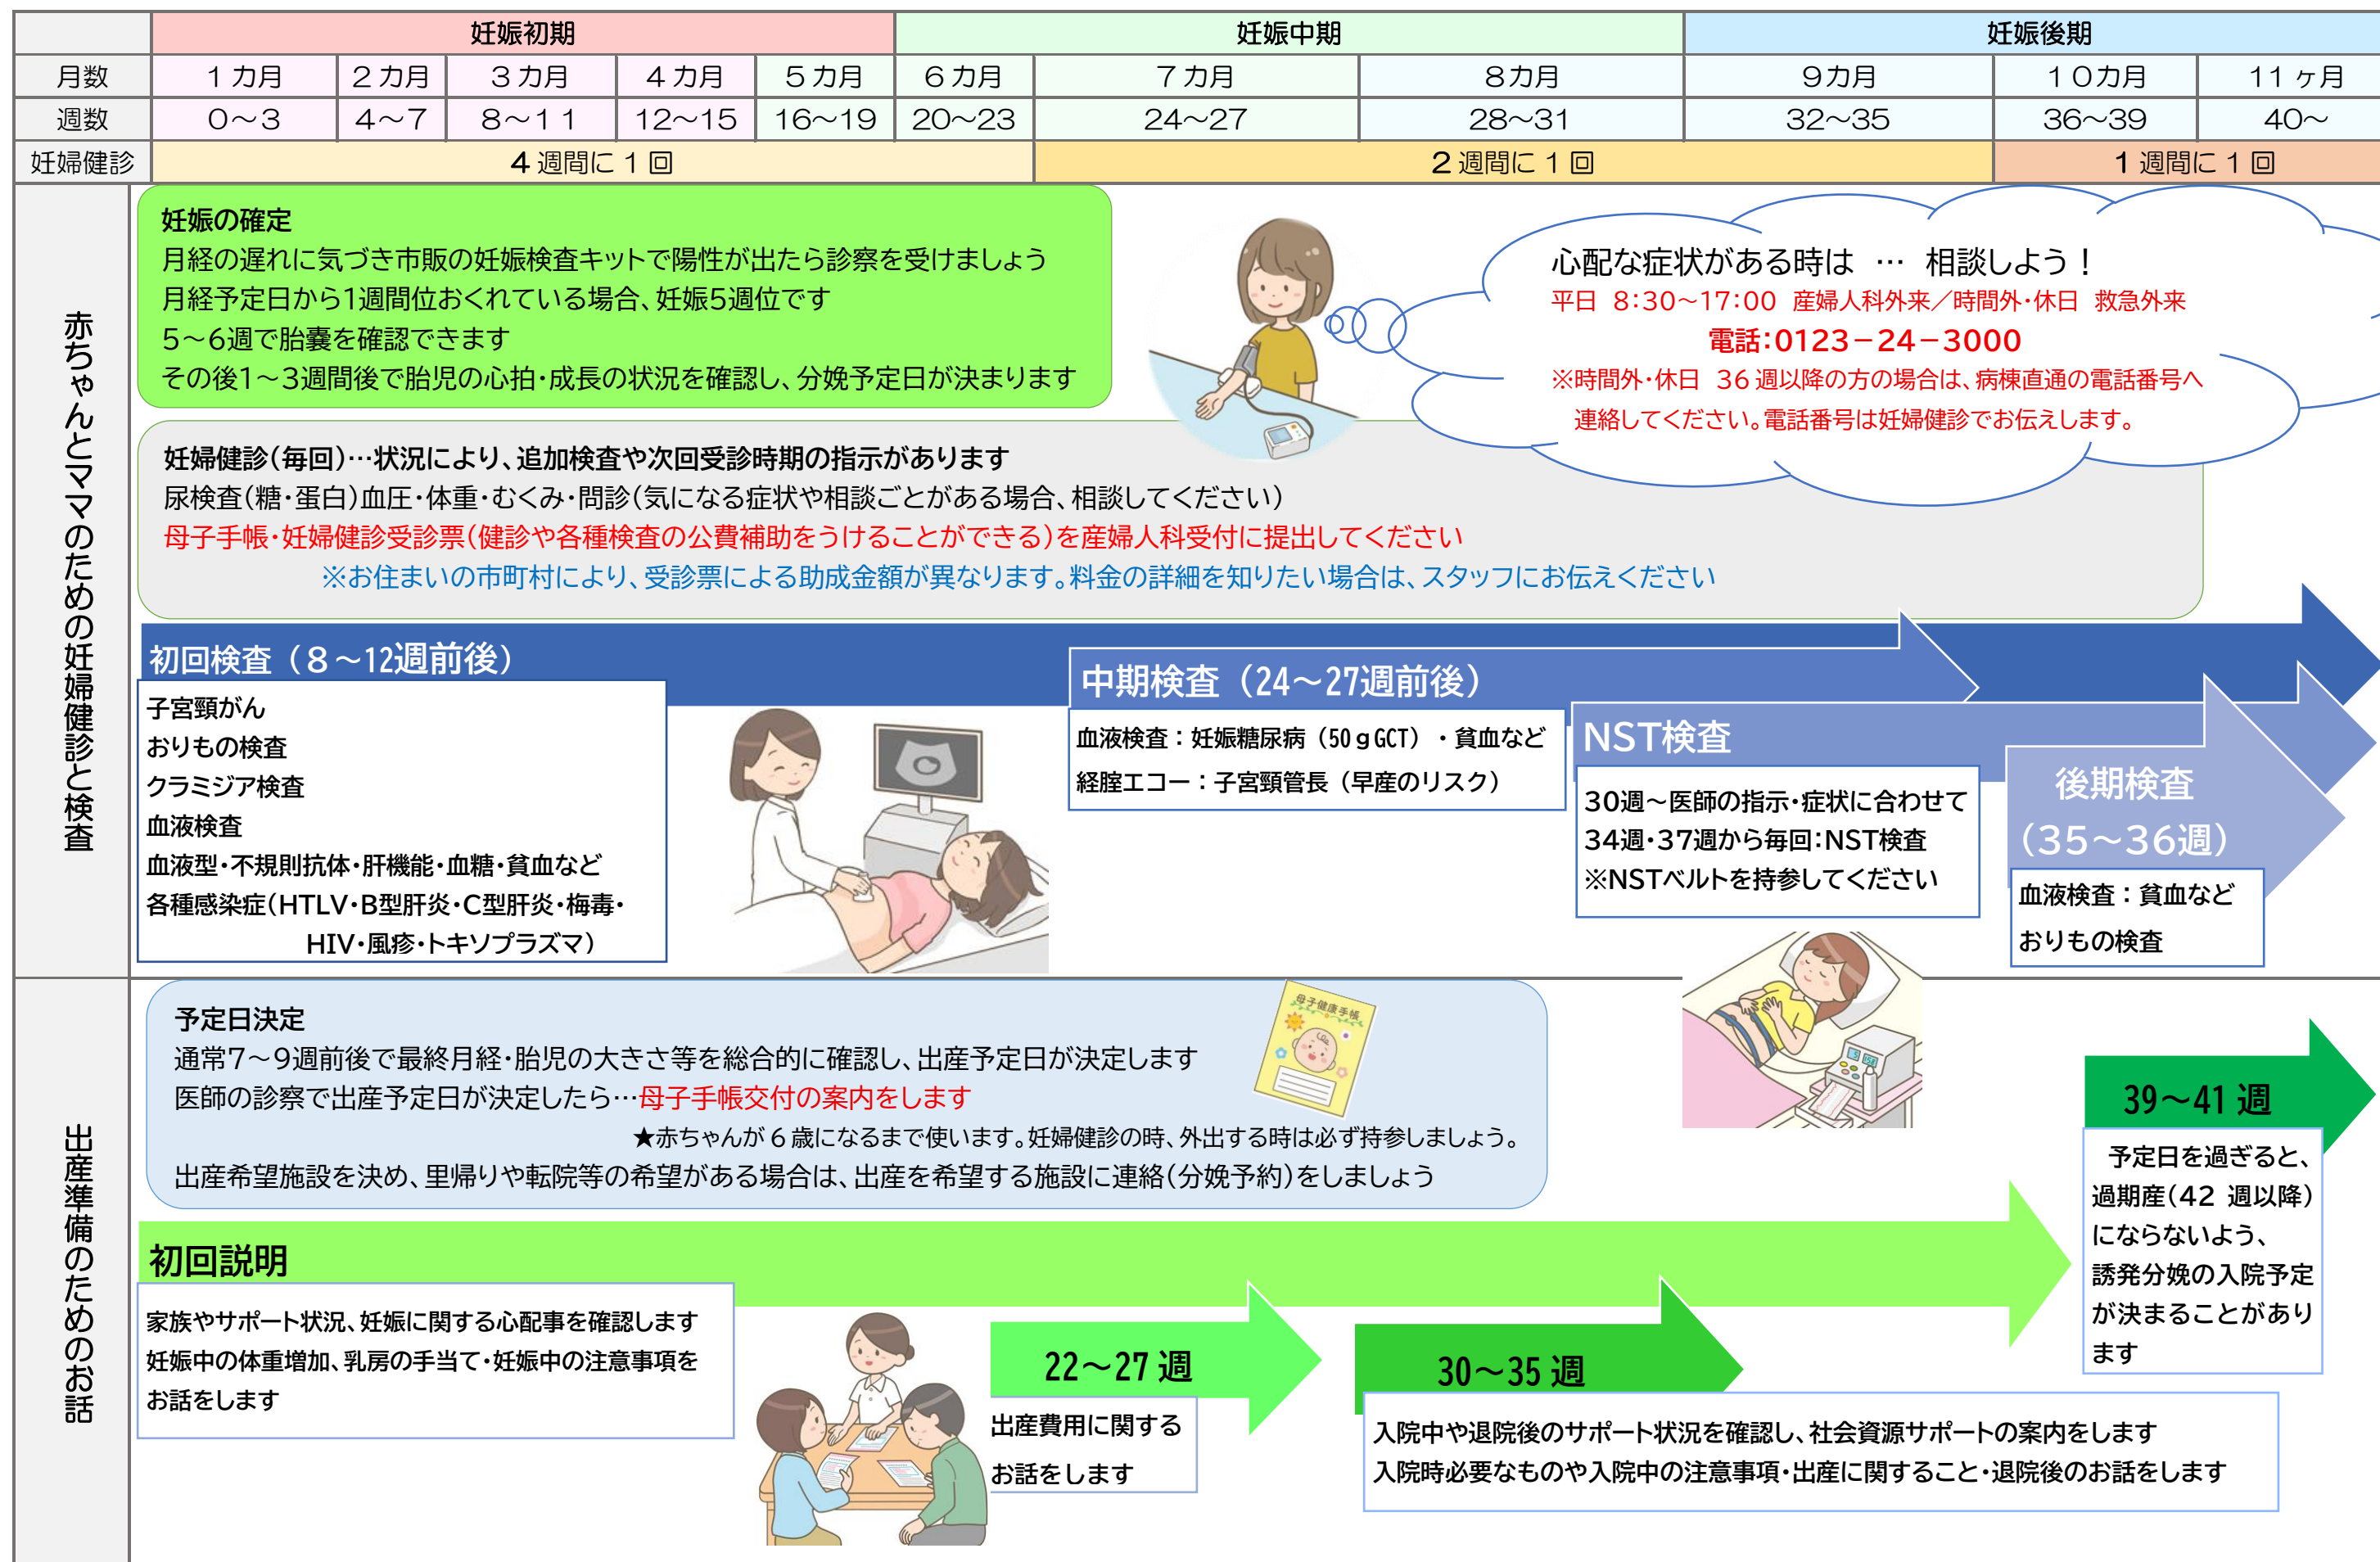 妊娠初期 妊娠中期 妊娠後期
月数 1カ月 2カ月 3カ月 4カ月 5カ月 6カ月 7カ月 8カ月 9カ月 10カ月 11ヶ月
週数 0～3 4～7 8～11 12～15 16～19 20～23 24～27 28～31 32～35 36～39 40～
妊婦健診 4週間に1回 2週間に1回 1週間に1回
赤ちゃんとママのための妊婦健診と検査
妊娠の確定
月経の遅れに気づき市販の妊娠検査キットで陽性が出たら診察を受けましょう
月経予定日から1週間位おくれている場合、妊娠5週位です
5～6週で胎嚢を確認できます
その後1～3週間後で胎児の心拍・成長の状況を確認し、分娩予定日が決まります
心配な症状がある時は … 相談しよう！
平日 8:30～17:00 産婦人科外来／時間外・休日 救急外来
電話：0123－24－3000
※時間外・休日 36週以降の方の場合は、病棟直通の電話番号へ
連絡してください。電話番号は妊婦健診でお伝えします。
妊婦健診（毎回）…状況により、追加検査や次回受診時期の指示があります
尿検査（糖・蛋白）血圧・体重・むくみ・問診（気になる症状や相談ごとがある場合、相談してください）
母子手帳・妊婦健診受診票（健診や各種検査の公費補助をうけることができる）を産婦人科受付に提出してください
※お住まいの市町村により、受診票による助成金額が異なります。料金の詳細を知りたい場合は、スタッフにお伝えください
初回検査（8～12週前後）
子宮頸がん
おりもの検査
クラミジア検査
血液検査
血液型・不規則抗体・肝機能・血糖・貧血など
各種感染症（HTLV・B型肝炎・C型肝炎・梅毒・
HIV・風疹・トキソプラズマ）
中期検査（24～27週前後）
血液検査：妊娠糖尿病（50gGCT）・貧血など
経腟エコー：子宮頸管長（早産のリスク）
NST検査
30週～医師の指示・症状に合わせて
34週・37週から毎回：NST検査
※NSTベルトを持参してください
後期検査
（35～36週）
血液検査：貧血など
おりもの検査
出産準備のためのお話
予定日決定
通常7～9週前後で最終月経・胎児の大きさ等を総合的に確認し、出産予定日が決定します
医師の診察で出産予定日が決定したら…母子手帳交付の案内をします
★赤ちゃんが6歳になるまで使います。妊婦健診の時、外出する時は必ず持参しましょう。
出産希望施設を決め、里帰りや転院等の希望がある場合は、出産を希望する施設に連絡（分娩予約）をしましょう
母子健康手帳
初回説明
家族やサポート状況、妊娠に関する心配事を確認します
妊娠中の体重増加、乳房の手当て・妊娠中の注意事項を
お話をします
22～27週
出産費用に関する
お話をします
30～35週
入院中や退院後のサポート状況を確認し、社会資源サポートの案内をします
入院時必要なものや入院中の注意事項・出産に関すること・退院後のお話をします
39～41週
予定日を過ぎると、
過期産（42 週以降）
にならないよう、
誘発分娩の入院予定
が決まることがあり
ます